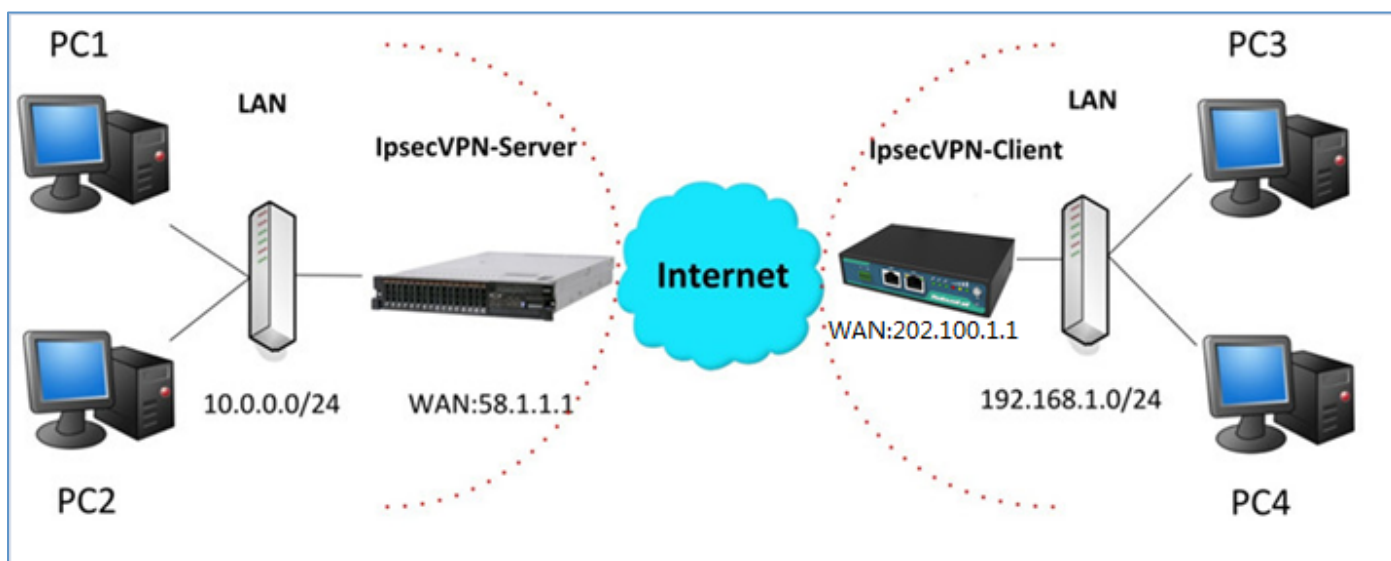 PC1
PC3
LAN
LAN
IpsecVPN-Server
IpsecVPN-Client
Internet
WAN:202.100.1.1
10.0.0.0/24
WAN:58.1.1.1
192.168.1.0/24
PC2
PC4